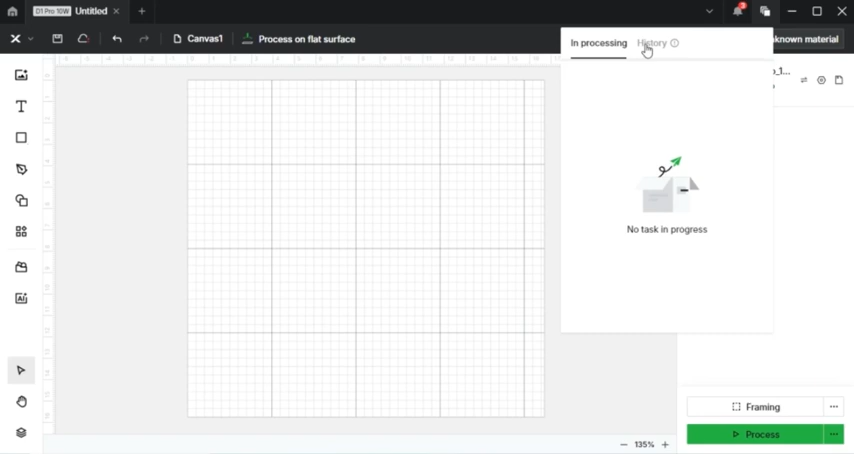 D1 Pro 10W Untitled
3
Canvas1 Process on flat surface
In processing History
known material
No task in progress
Framing
Process
135%